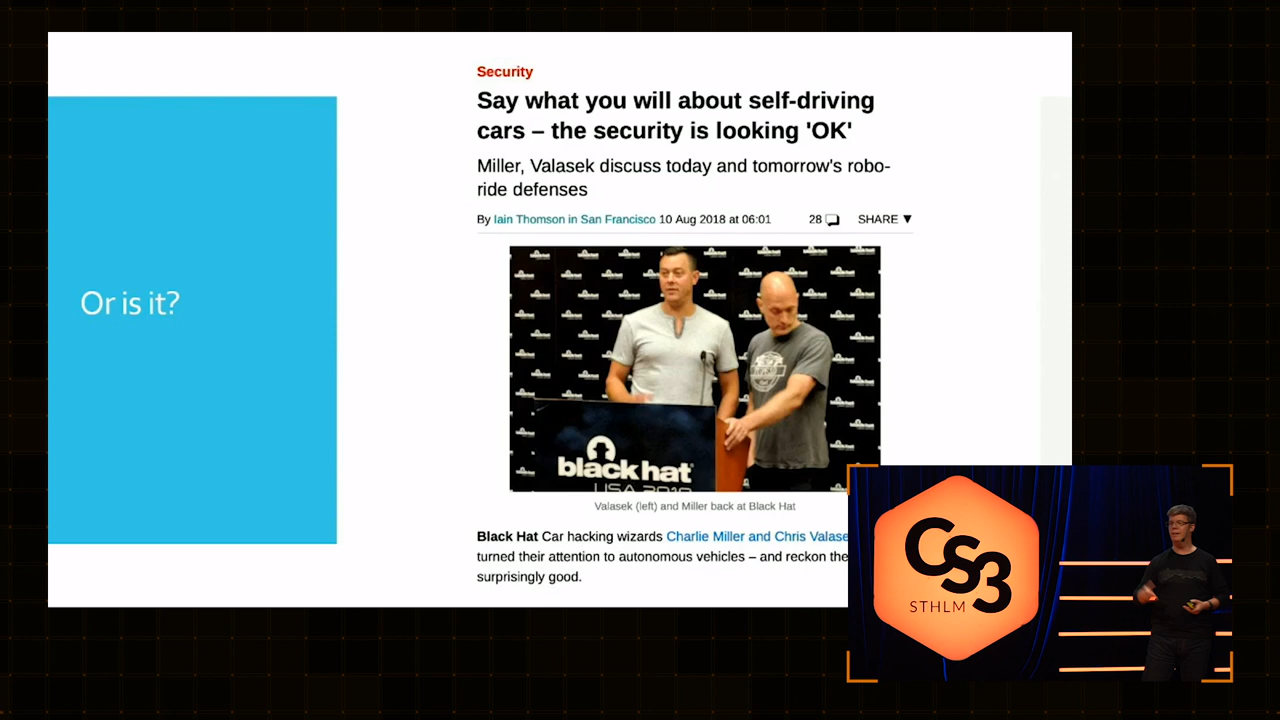 Or is it?
Security
Say what you will about self-driving
cars – the security is looking 'OK'
Miller, Valasek discuss today and tomorrow's robo-
ride defenses
By Iain Thomson in San Francisco 10 Aug 2018 at 06:01
28
SHARE ▼
black hat
USA 2018
Valasek (left) and Miller back at Black Hat
Black Hat Car hacking wizards Charlie Miller and Chris Valase
turned their attention to autonomous vehicles – and reckon the
surprisingly good.
CS3
STHLM